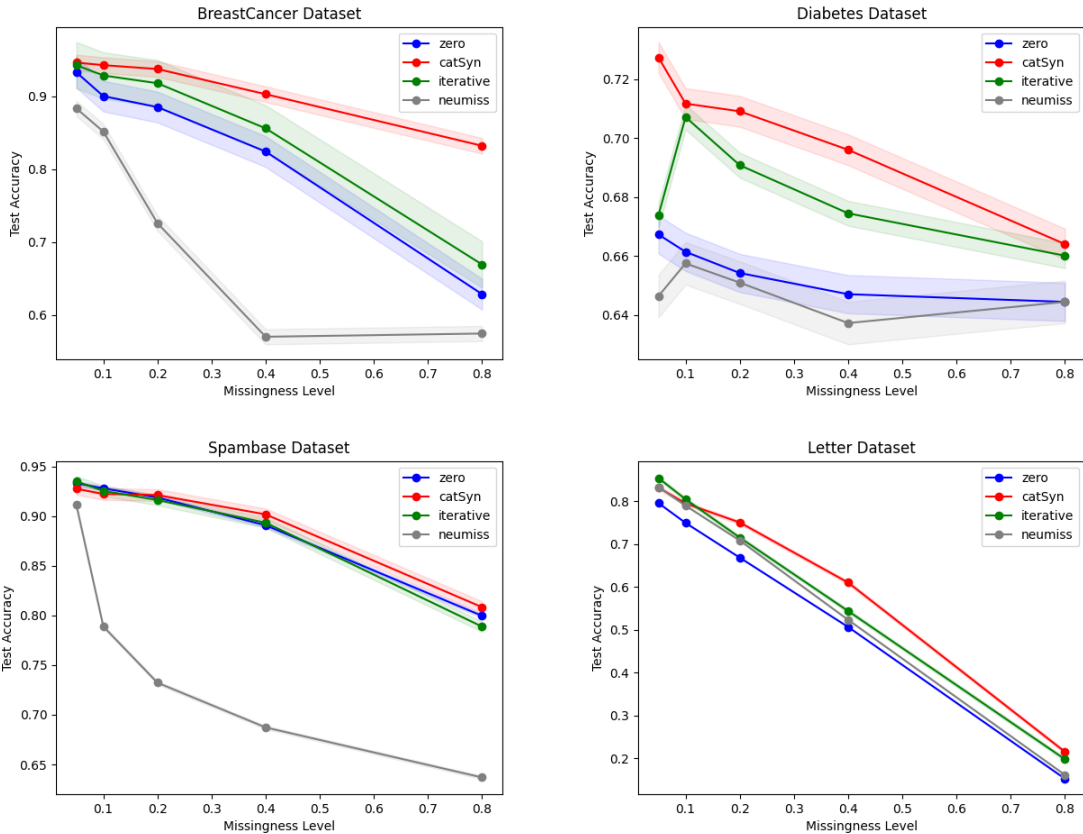 BreastCancer Dataset
zero
catSyn
iterative
neumiss
0.9
0.8
0.7
0.6
Test Accuracy
0.1 0.2 0.3 0.4 0.5 0.6 0.7 0.8
Missingness Level
Diabetes Dataset
zero
catSyn
iterative
neumiss
0.72
0.70
0.68
0.66
0.64
Test Accuracy
0.1 0.2 0.3 0.4 0.5 0.6 0.7 0.8
Missingness Level
Spambase Dataset
zero
catSyn
iterative
neumiss
0.95
0.90
0.85
0.80
0.75
0.70
0.65
Test Accuracy
0.1 0.2 0.3 0.4 0.5 0.6 0.7 0.8
Missingness Level
Letter Dataset
zero
catSyn
iterative
neumiss
0.8
0.7
0.6
0.5
0.4
0.3
0.2
Test Accuracy
0.1 0.2 0.3 0.4 0.5 0.6 0.7 0.8
Missingness Level